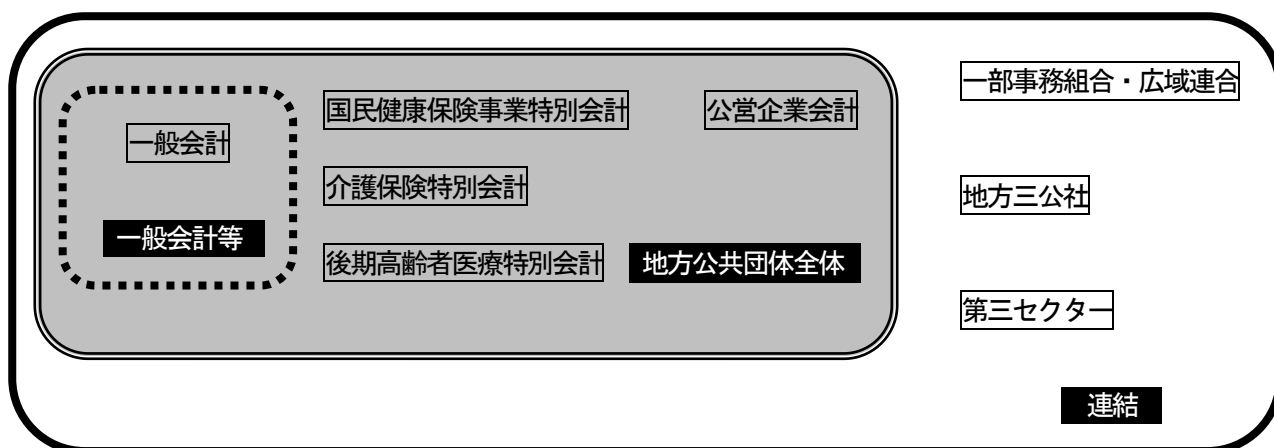 一般会計
一般会計等
国民健康保険事業特別会計
公営企業会計
介護保険特別会計
後期高齢者医療特別会計
地方公共団体全体
一部事務組合・広域連合
地方三公社
第三セクター
連結